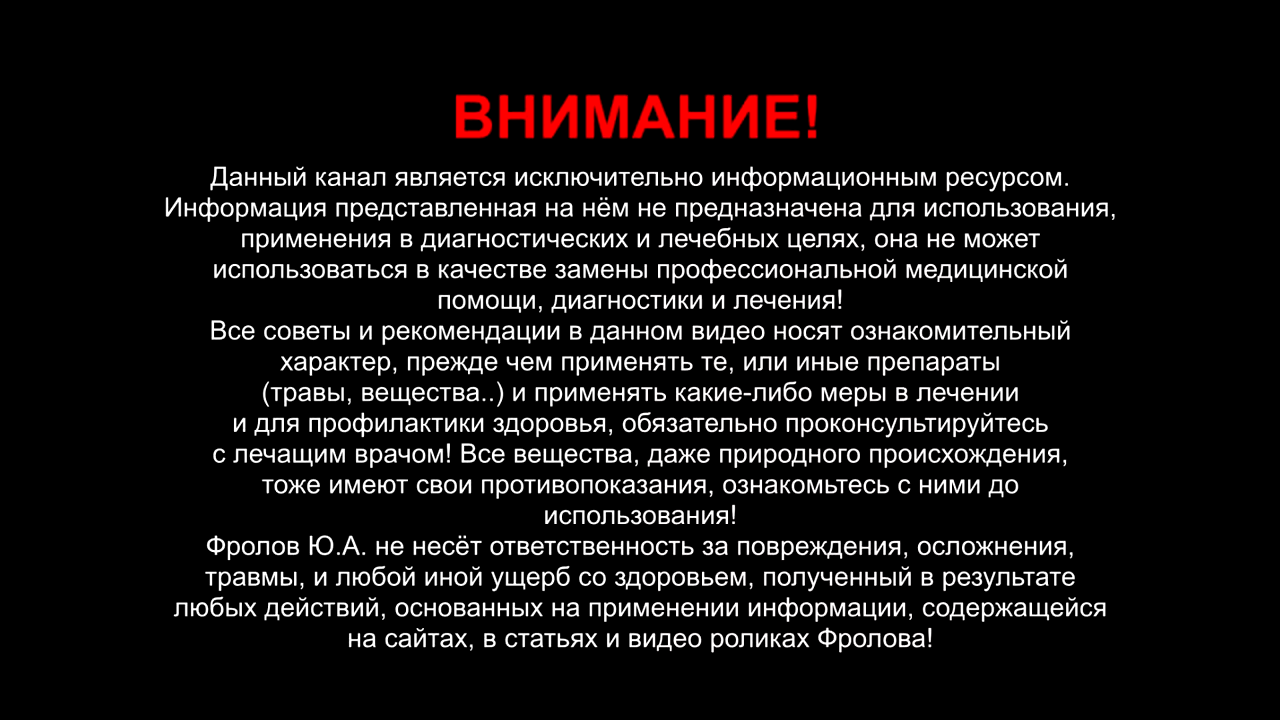 ВНИМАНИЕ!
Данный канал является исключительно информационным ресурсом.
Информация представленная на нём не предназначена для использования,
применения в диагностических и лечебных целях, она не может
использоваться в качестве замены профессиональной медицинской
помощи, диагностики и лечения!
Все советы и рекомендации в данном видео носят ознакомительный
характер, прежде чем применять те, или иные препараты
(травы, вещества..) и применять какие-либо меры в лечении
и для профилактики здоровья, обязательно проконсультируйтесь
с лечащим врачом! Все вещества, даже природного происхождения,
тоже имеют свои противопоказания, ознакомьтесь с ними до
использования!
Фролов Ю.А. не несёт ответственность за повреждения, осложнения,
травмы, и любой иной ущерб со здоровьем, полученный в результате
любых действий, основанных на применении информации, содержащейся
на сайтах, в статьях и видео роликах Фролова!